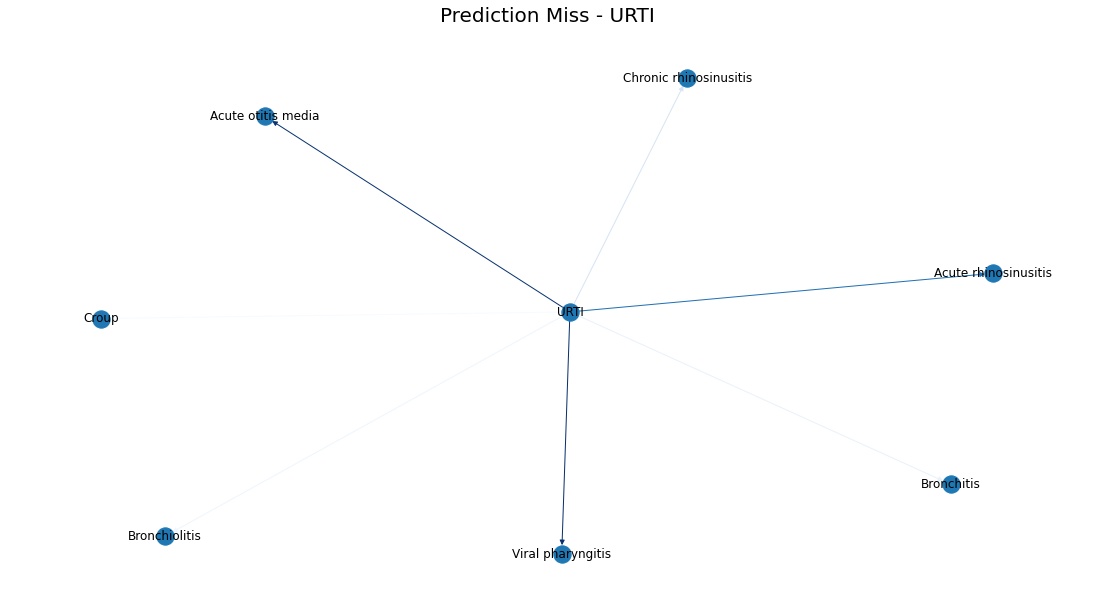 Prediction Miss - URTI
Chronic rhinosinusitis
Acute otitis media
Acute rhinosinusitis
URTI
Croup
Bronchitis
Bronchiolitis
Viral pharyngitis